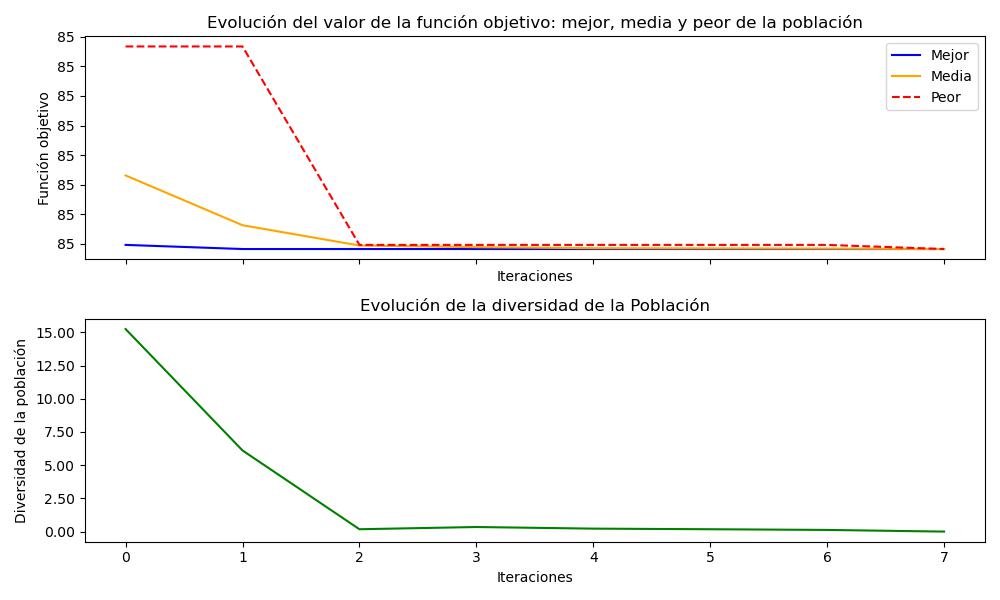 Evolución del valor de la función objetivo: mejor, media y peor de la población
85
85
85
85
85
85
85
85
Función objetivo
Mejor
Media
Peor
Iteraciones
Evolución de la diversidad de la Población
15.00
12.50
10.00
7.50
5.00
2.50
0.00
Diversidad de la población
0 1 2 3 4 5 6 7
Iteraciones